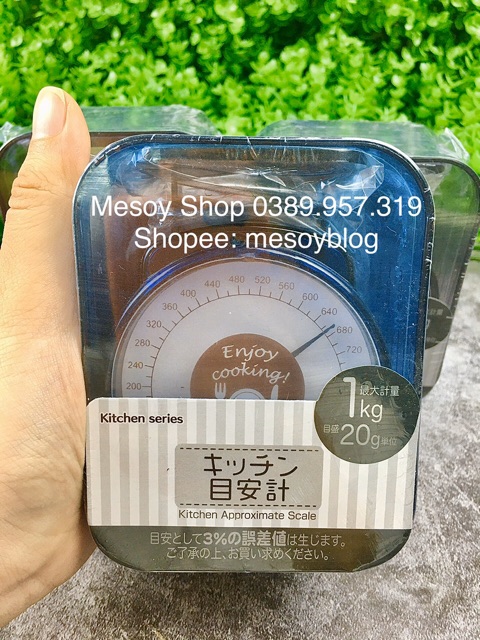 Mesoy Shop 0389.957.319
Shopee: mesoyblog
200
240
280
320
360
400
440
480
520
560
600
640
680
720
Enjoy
cooking!
1kg
最大計量
目盛20g単位
Kitchen series
キッチン
目安計
Kitchen Approximate Scale
目安として3%の誤差値は生じます。
ご了承の上、お買い求めください。